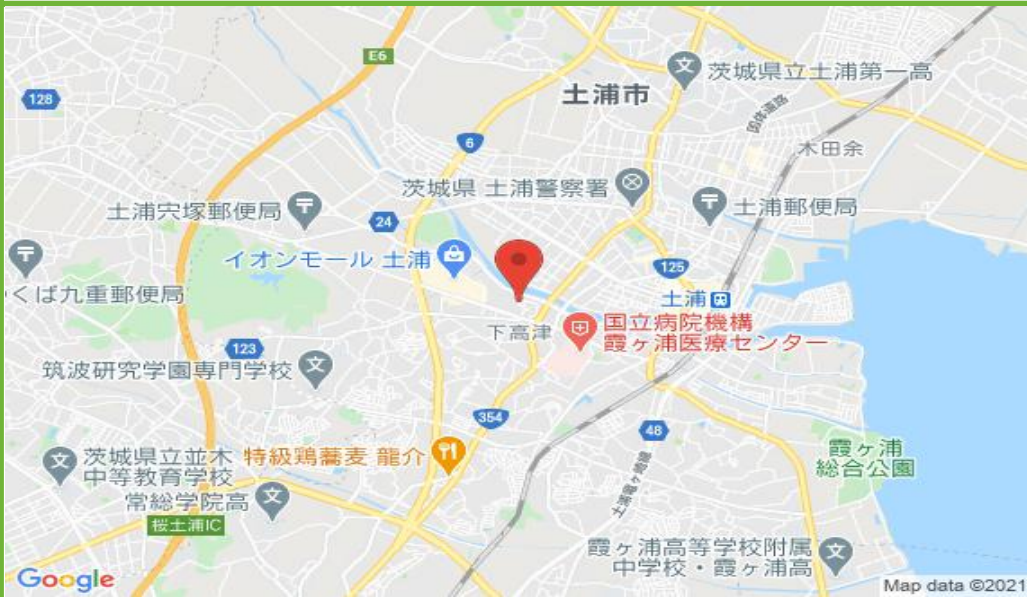 E6
茨城県立土浦第一高
土浦市
128
国体道路
6
木田余
茨城県 土浦警察署
土浦穴塚郵便局
土浦郵便局
24
イオンモール 土浦
125
くば九重郵便局
土浦
下高津
国立病院機構
霞ヶ浦医療センター
123
筑波研究学園専門学校
354
48
茨城県立並木
中等教育学校
特級鶏蕎麦 龍介
霞ヶ浦
総合公園
常総学院高
桜土浦IC
霞ヶ浦高等学校附属
中学校・霞ヶ浦高
Google
Map data ©2021